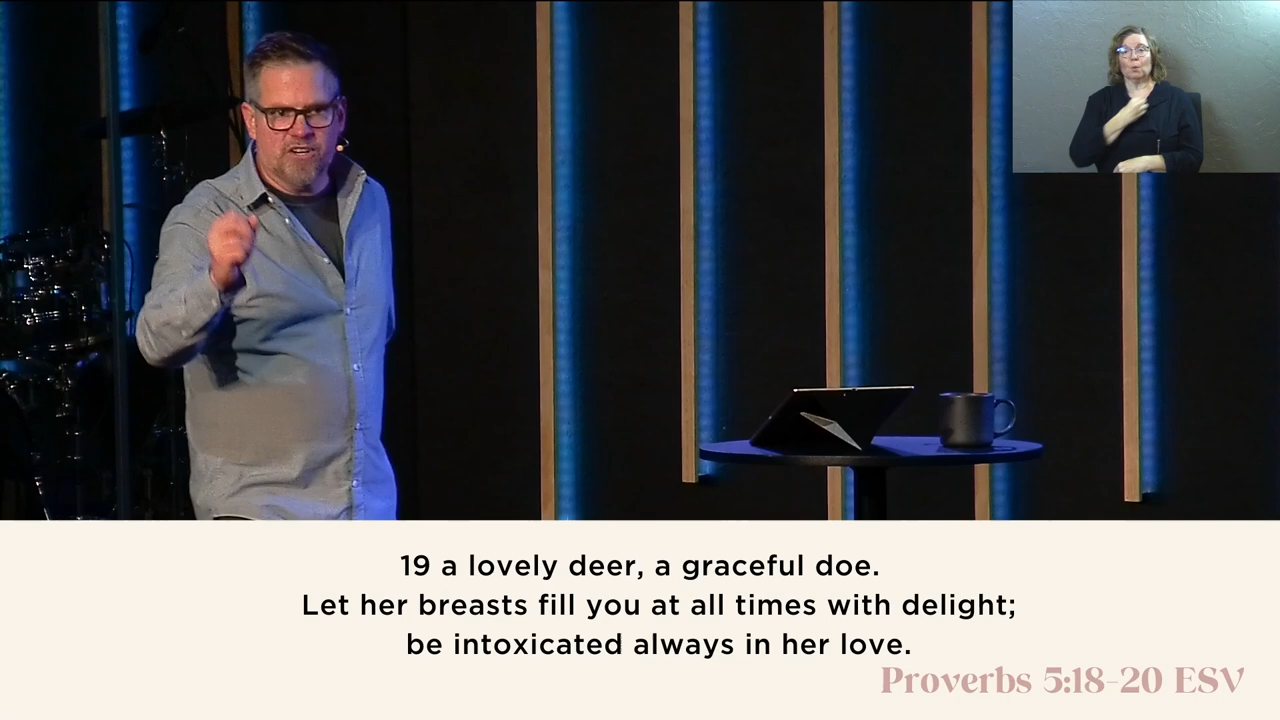 19 a lovely deer, a graceful doe.
Let her breasts fill you at all times with delight;
be intoxicated always in her love.
Proverbs 5:18-20 ESV